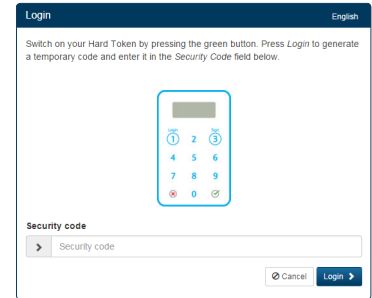 Login English
Switch on your Hard Token by pressing the green button. Press Login to generate
a temporary code and enter it in the Security Code field below.
Login Sign
1 2 3
4 5 6
7 8 9
0
Security code
Security code
Cancel Login